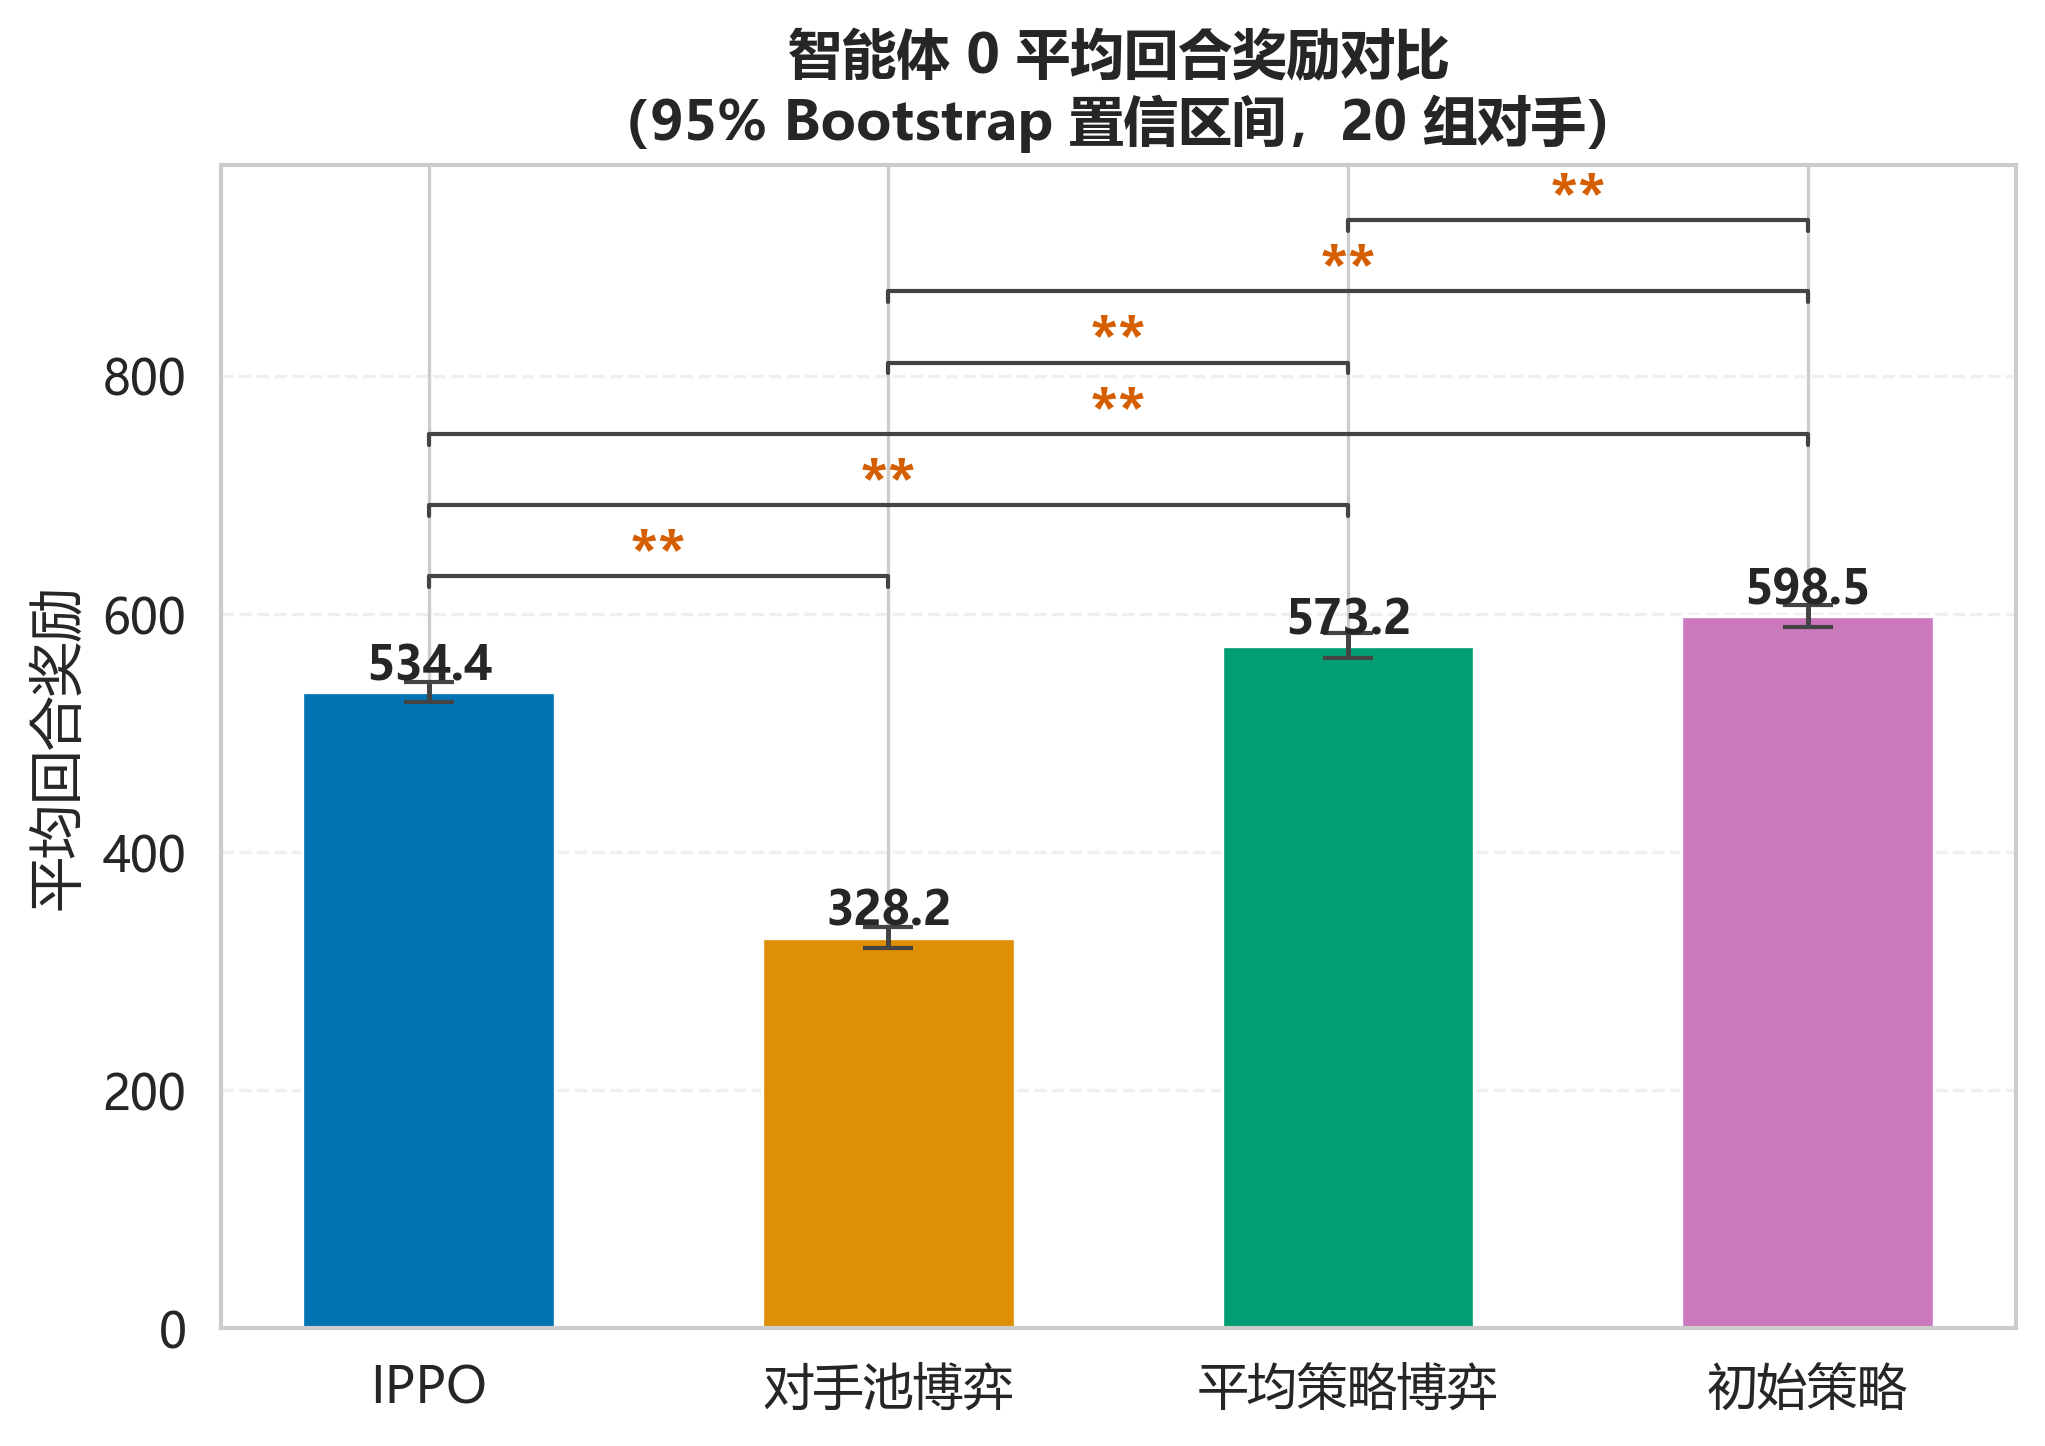 智能体 0 平均回合奖励对比
(95% Bootstrap 置信区间，20 组对手)
**
**
**
**
**
**
800
600
400
200
0
平均回合奖励
534.4
328.2
573.2
598.5
IPPO
对手池博弈
平均策略博弈
初始策略